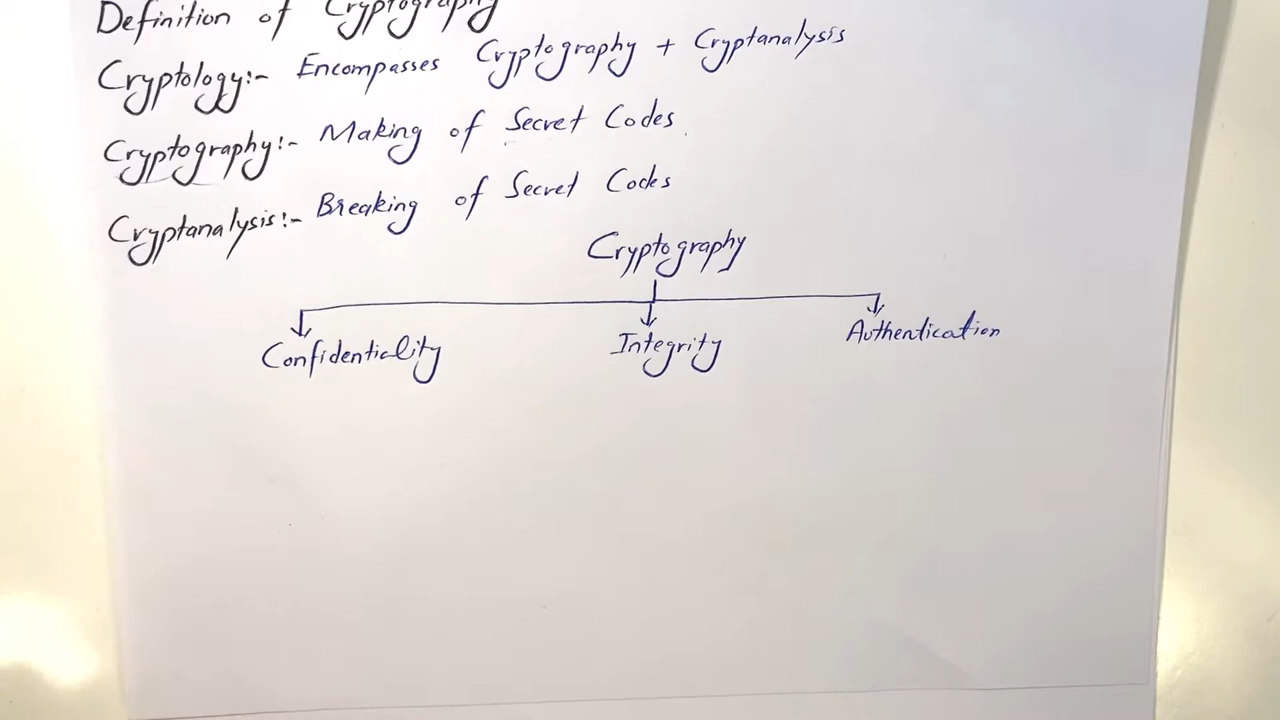 Definition of Cryptography
Cryptology:- Encompasses Cryptography + Cryptanalysis
Cryptography:- Making of Secret Codes
Cryptanalysis:- Breaking of Secret Codes
Cryptography
Confidentiality Integrity Authentication